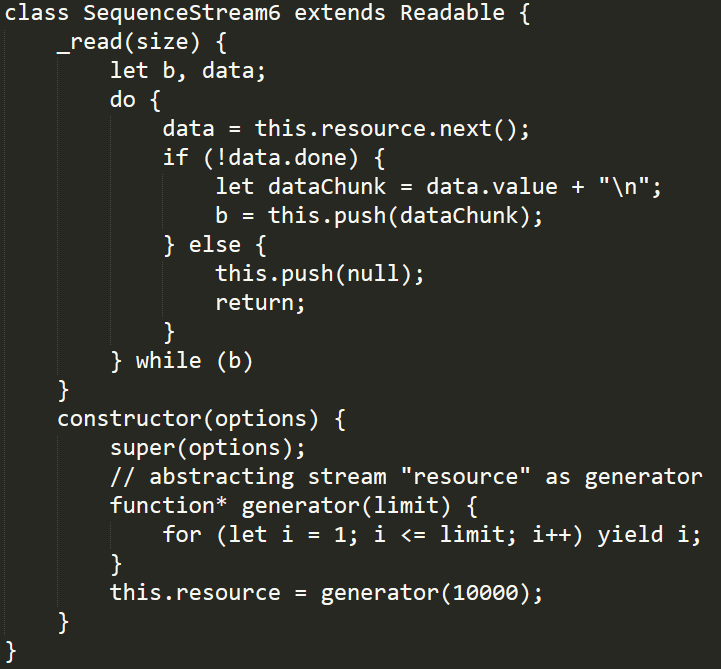 class SequenceStream6 extends Readable {
    _read(size) {
        let b, data;
        do {
            data = this.resource.next();
            if (!data.done) {
                let dataChunk = data.value + "\n";
                b = this.push(dataChunk);
            } else {
                this.push(null);
                return;
            }
        } while (b)
    }
    constructor(options) {
        super(options);
        // abstracting stream "resource" as generator
        function* generator(limit) {
            for (let i = 1; i <= limit; i++) yield i;
        }
        this.resource = generator(10000);
    }
}